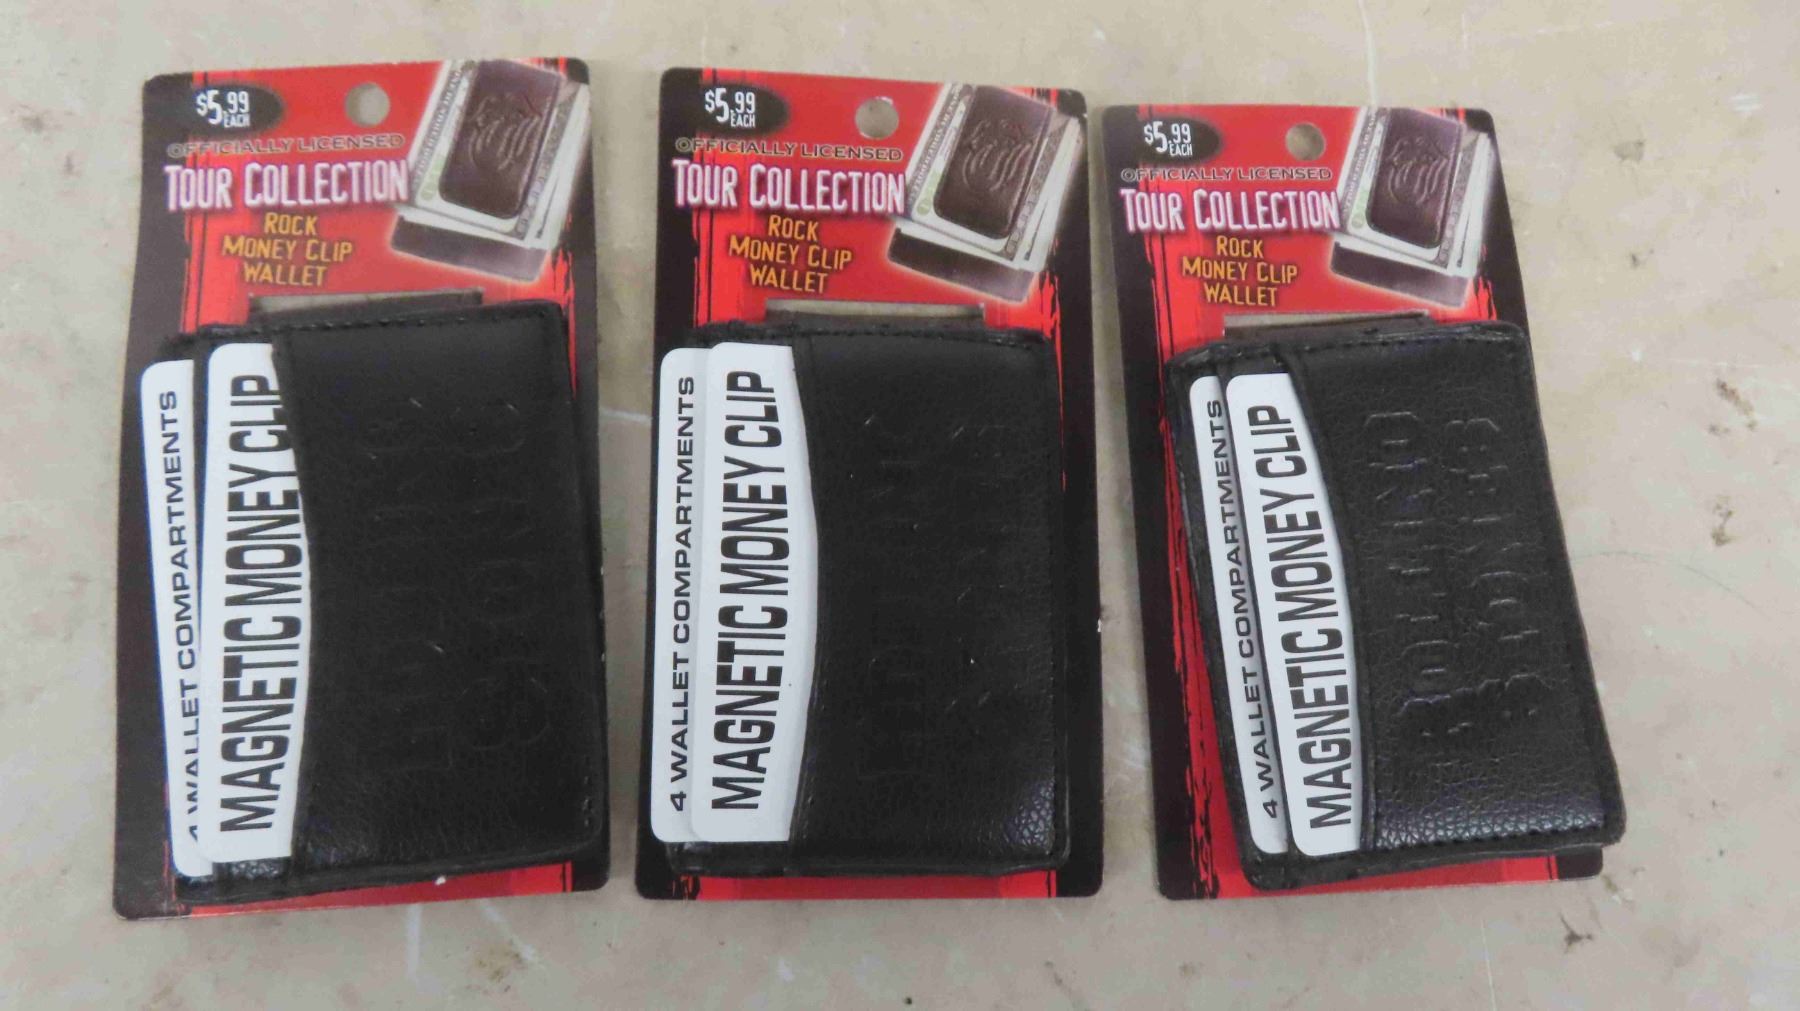 $5.99
EACH
OFFICIALLY LICENSED
TOUR COLLECTION
ROCK
MONEY CLIP
WALLET
4 WALLET COMPARTMENTS
MAGNETIC MONEY CLIP
$5.99
EACH
OFFICIALLY LICENSED
TOUR COLLECTION
ROCK
MONEY CLIP
WALLET
4 WALLET COMPARTMENTS
MAGNETIC MONEY CLIP
$5.99
EACH
OFFICIALLY LICENSED
TOUR COLLECTION
ROCK
MONEY CLIP
WALLET
4 WALLET COMPARTMENTS
MAGNETIC MONEY CLIP
ROLLING
STONES